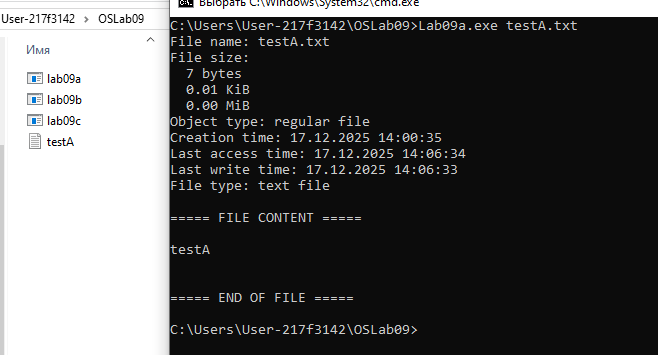 User-217f3142 > OSLab09
Имя
lab09a
lab09b
lab09c
testA
Выбрать C:\Windows\System32\cmd.exe
C:\Users\User-217f3142\OSLab09>Lab09a.exe testA.txt
File name: testA.txt
File size:
7 bytes
0.01 KiB
0.00 MiB
Object type: regular file
Creation time: 17.12.2025 14:00:35
Last access time: 17.12.2025 14:06:34
Last write time: 17.12.2025 14:06:33
File type: text file
===== FILE CONTENT =====
testA
===== END OF FILE =====
C:\Users\User-217f3142\OSLab09>